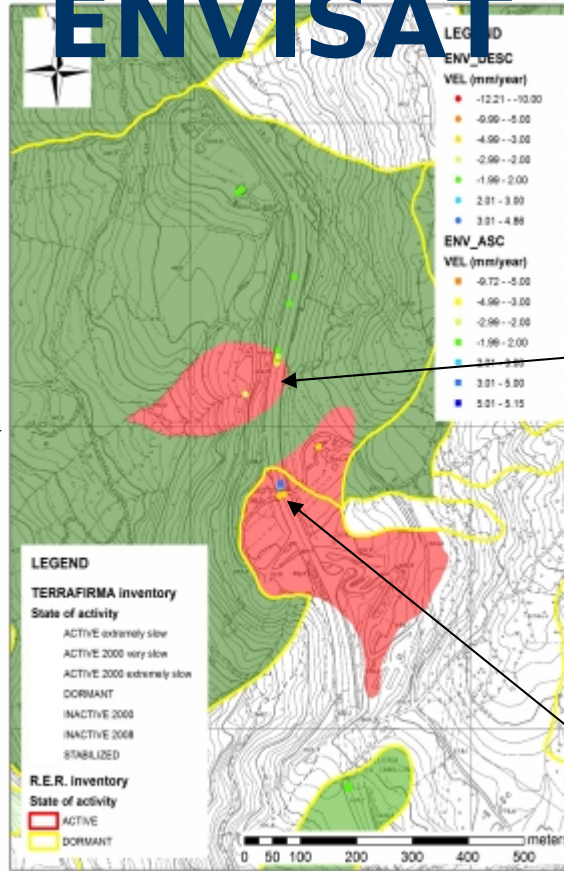 ENVISAT
LEGEND
ENV_DESC
VEL (mm/year)
-12.21 - -10.00
-9.99 - -5.00
-4.99 - -3.00
-2.99 - -2.00
-1.99 - 2.00
2.01 - 3.00
3.01 - 4.86
ENV_ASC
VEL (mm/year)
-9.72 - -5.00
-4.99 - -3.00
-2.99 - -2.00
-1.99 - 2.00
3.01 - 5.00
5.01 - 5.15
LEGEND
TERRAFIRMA inventory
State of activity
ACTIVE extremely slow
ACTIVE 2000 very slow
ACTIVE 2000 extremely slow
DORMANT
INACTIVE 2000
INACTIVE 2008
STABILIZED
R.E.R. inventory
State of activity
ACTIVE
DORMANT
meters
0 50 100 200 300 400 500